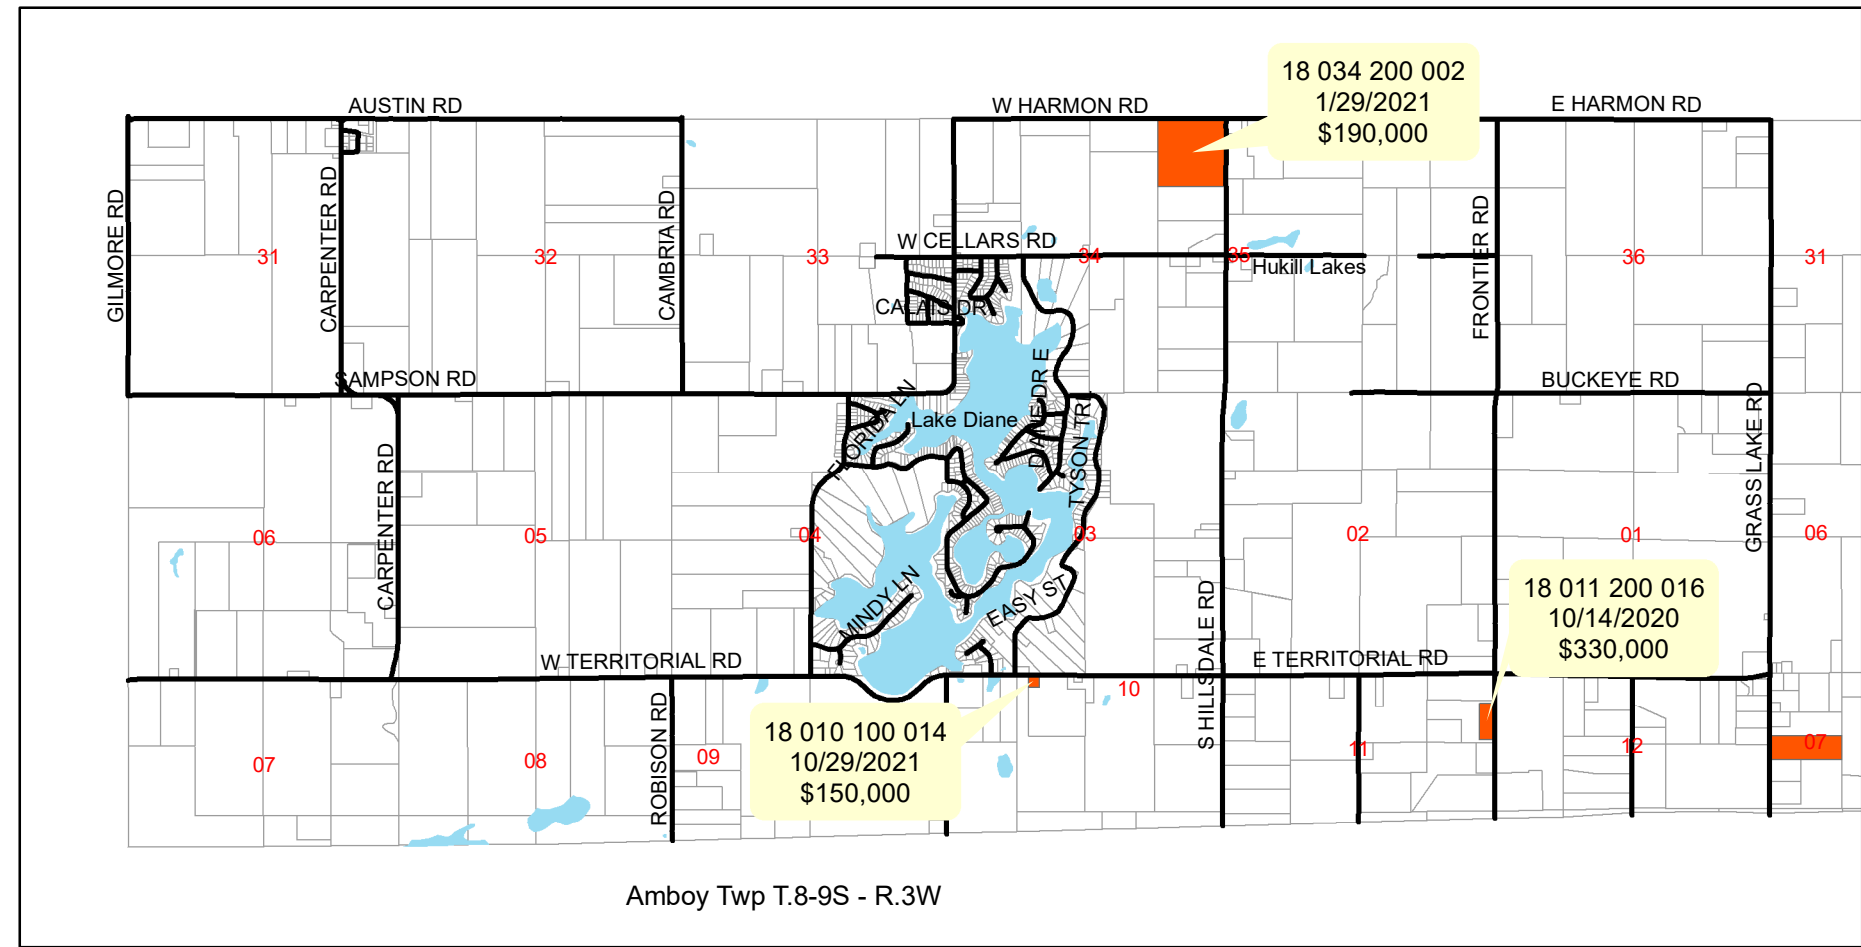 18 034 200 002
1/29/2021
$190,000
AUSTIN RD
W HARMON RD
E HARMON RD
GILMORE RD
CARPENTER RD
CAMBRIA RD
FRONTIER RD
31
32
33
W CELLARS RD
34
35
36
31
Hukill Lakes
CALAIS DR
SAMPSON RD
BUCKEYE RD
FLORIDA LN
Lake Diane
DIANE DR E
TYSON TRL
GRASS LAKE RD
CARPENTER RD
06
05
04
03
02
01
06
18 011 200 016
10/14/2020
$330,000
MINDY LN
EASY ST
S HILLSDALE RD
W TERRITORIAL RD
E TERRITORIAL RD
ROBISON RD
10
18 010 100 014
10/29/2021
$150,000
07
08
09
11
12
07
Amboy Twp T.8-9S - R.3W